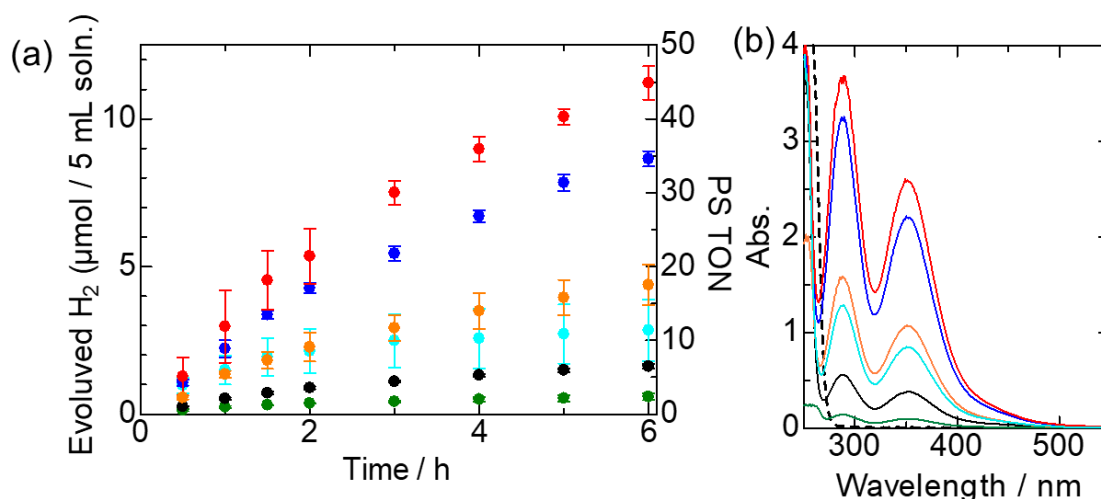 (a)
Evoluved H2 (μmol / 5 mL soln.)
10
5
0
0 2 4 6
Time / h
50
40
30
20
10
0
PS TON
(b)
Abs.
4
3
2
1
0
300 400 500
Wavelength / nm